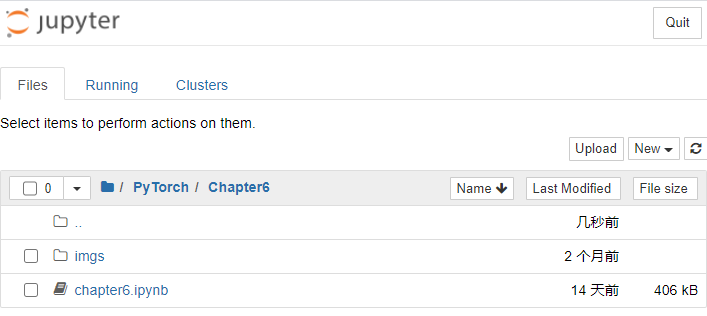 jupyter Quit
Files Running Clusters
Select items to perform actions on them.
Upload New
0 / PyTorch / Chapter6 Name Last Modified File size
.. 几秒前
imgs 2 个月前
chapter6.ipynb 14 天前 406 kB